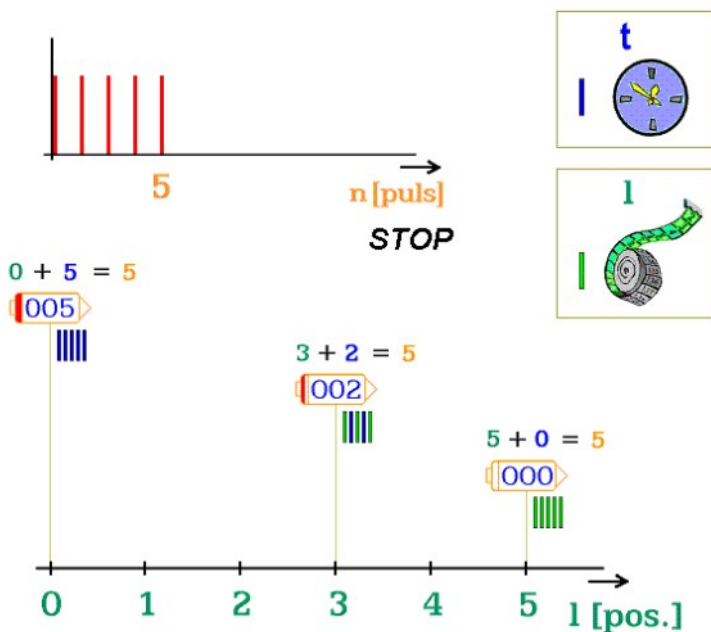 t
5
n [puls]
l
STOP
0 + 5 = 5
005
3 + 2 = 5
002
5 + 0 = 5
000
0 1 2 3 4 5 l [pos.]